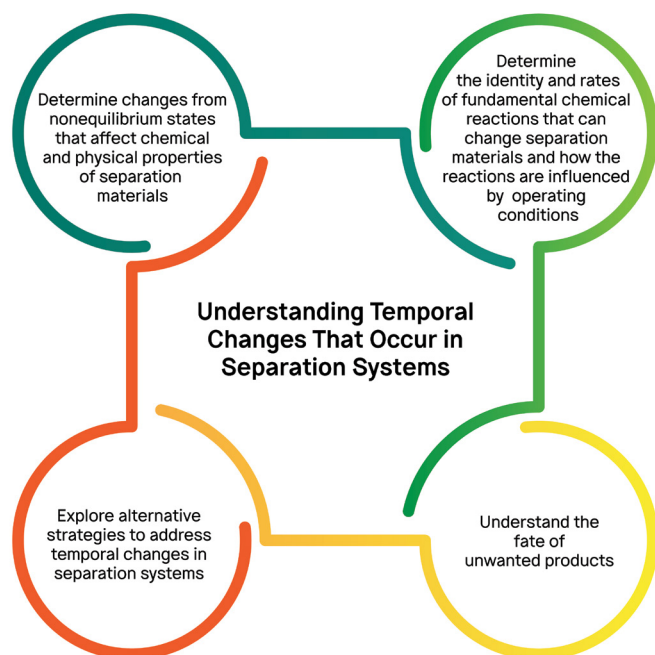 Determine changes from
nonequilibrium states
that affect chemical
and physical properties
of separation
materials
Determine
the identity and rates
of fundamental chemical
reactions that can
change separation
materials and how the
reactions are influenced
by operating
conditions
Understanding Temporal
Changes That Occur in
Separation Systems
Explore alternative
strategies to address
temporal changes in
separation systems
Understand the
fate of
unwanted products